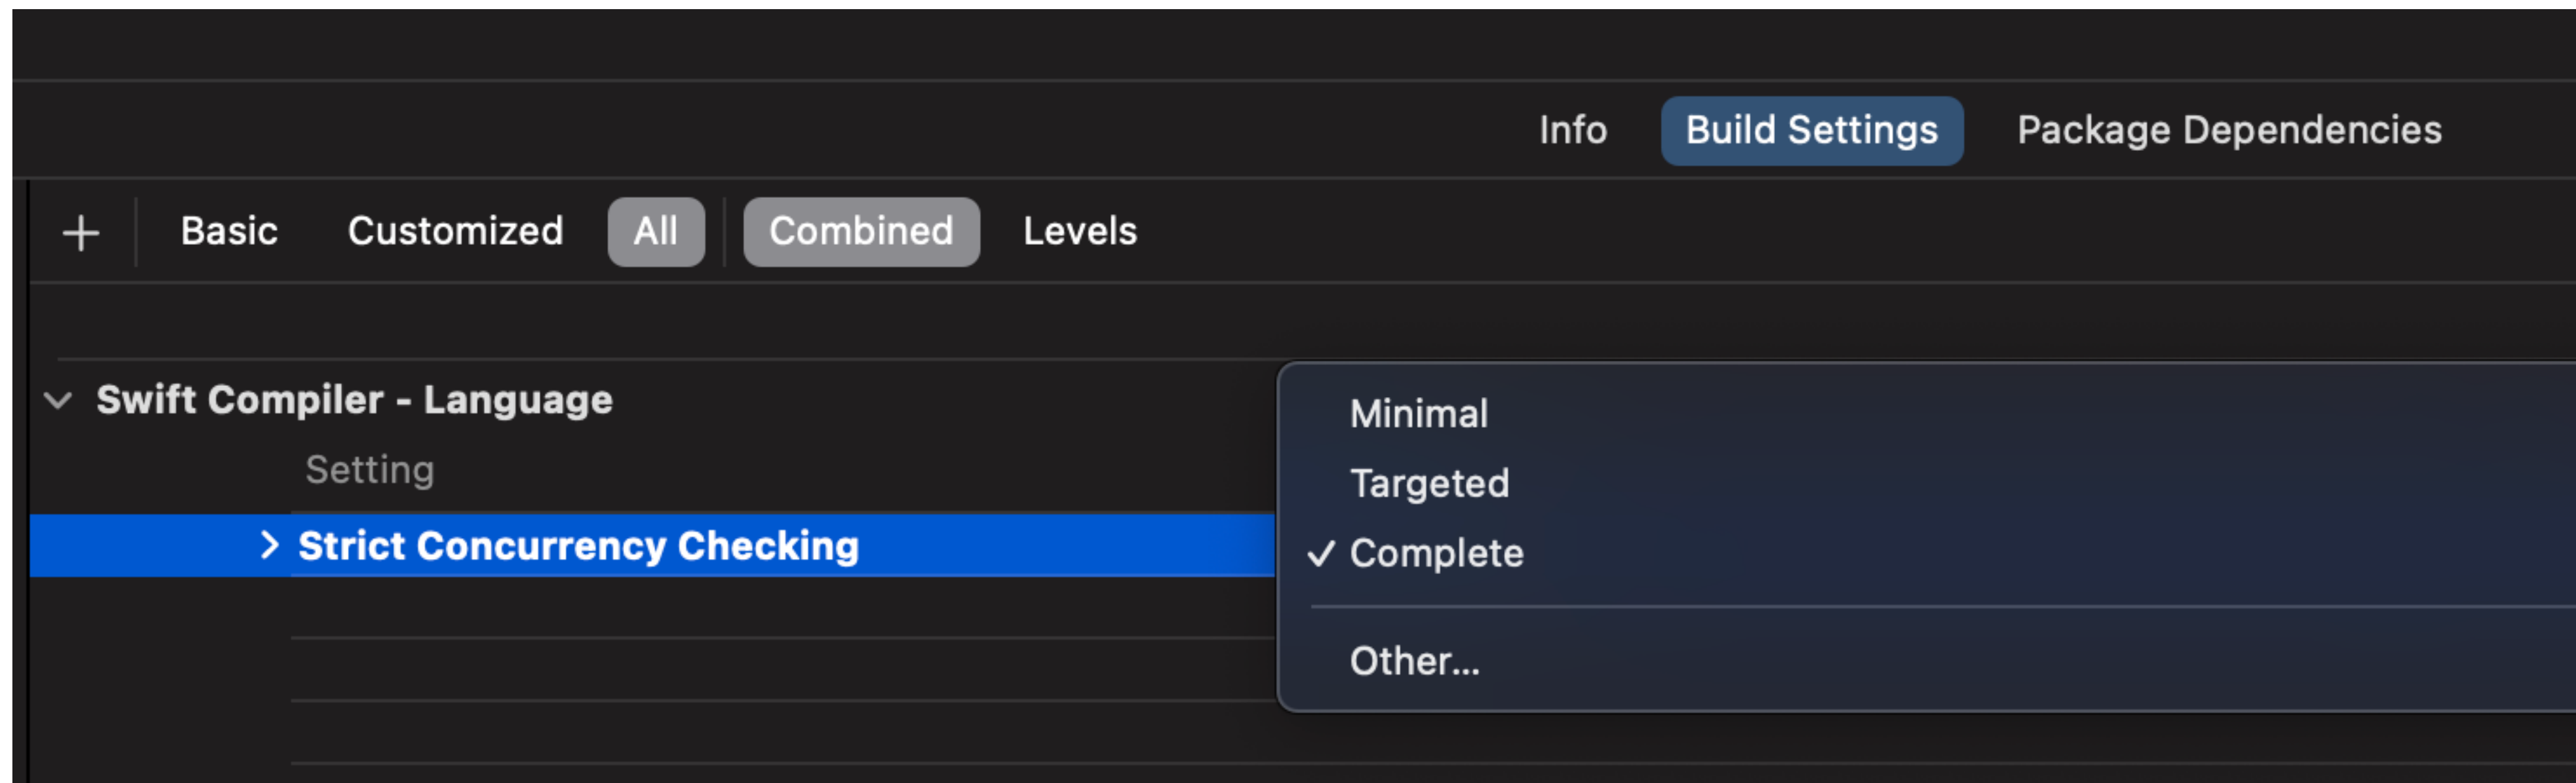 Info Build Settings Package Dependencies
+ Basic Customized All Combined Levels
Swift Compiler - Language
Setting
Strict Concurrency Checking
Minimal
Targeted
✓ Complete
Other...